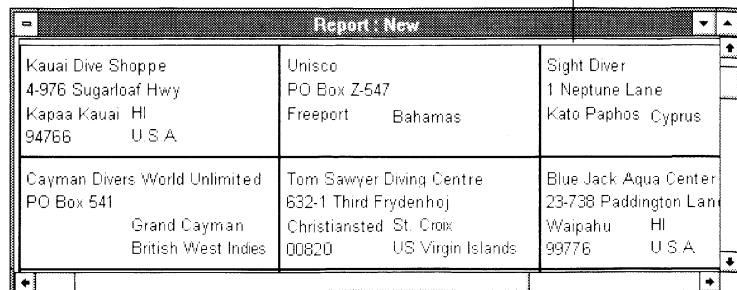 Report : New
Kauai Dive Shoppe
4-976 Sugarloaf Hwy
Kapaa Kauai HI
94766 U S A
Unisco
PO Box Z-547
Freeport Bahamas
Sight Diver
1 Neptune Lane
Kato Paphos Cyprus
Cayman Divers World Unlimited
PO Box 541
Grand Cayman
British West Indies
Tom Sawyer Diving Centre
632-1 Third Frydenhoj
Christiansted St. Croix
00820 US Virgin Islands
Blue Jack Aqua Center
23-738 Paddington Lan
Waipahu HI
99776 U S A